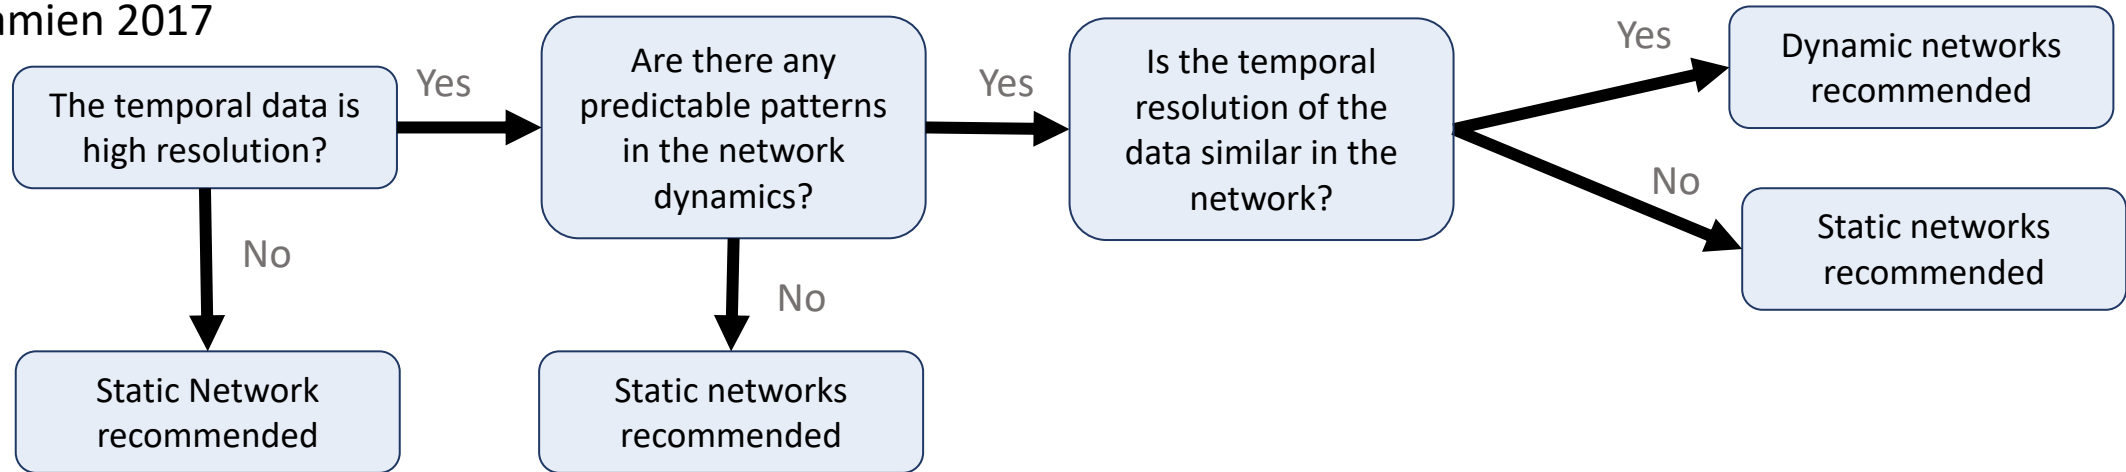 2017
The temporal data is
high resolution?
Yes
Are there any
predictable patterns
in the network
dynamics?
Yes
Is the temporal
resolution of the
data similar in the
network?
Yes
Dynamic networks
recommended
No
Static networks
recommended
No
Static Network
recommended
No
Static networks
recommended